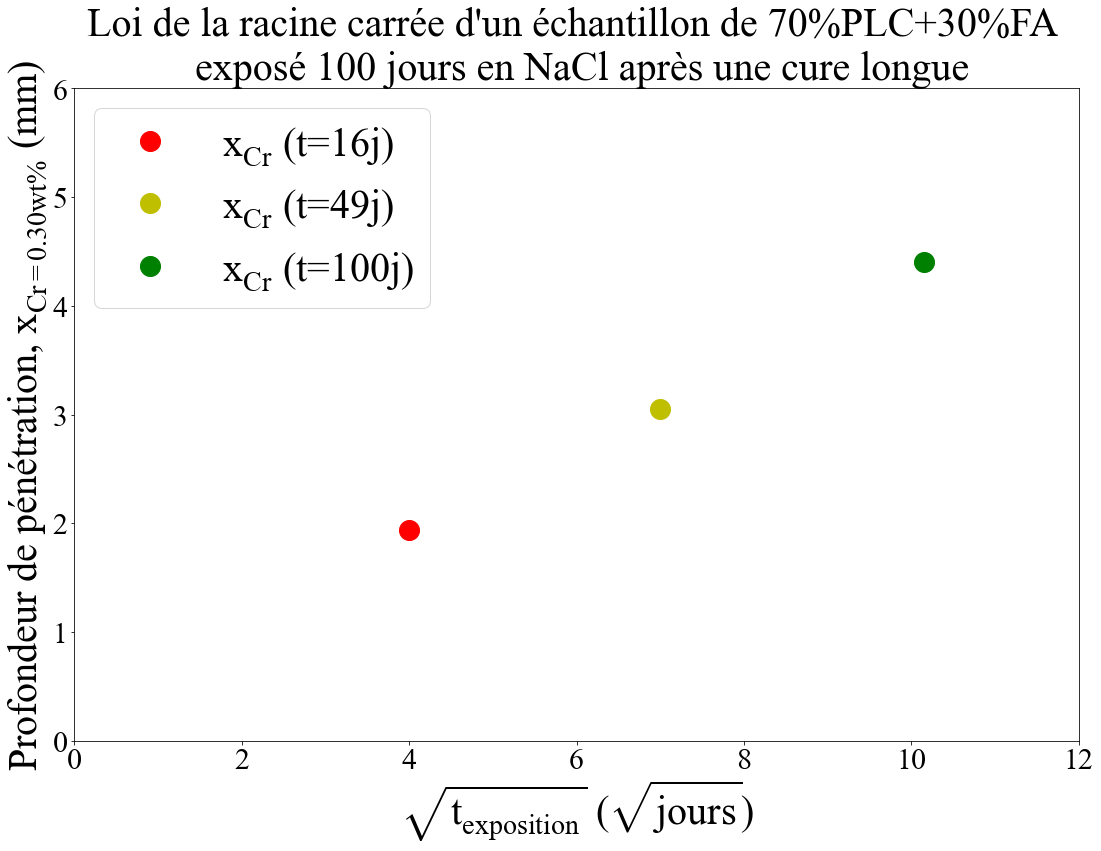 Loi de la racine carrée d'un échantillon de 70%PLC+30%FA
exposé 100 jours en NaCl après une cure longue
Profondeur de pénétration, xCr = 0.30wt% (mm)
6
5
4
3
2
1
0
xCr (t=16j)
xCr (t=49j)
xCr (t=100j)
0 2 4 6 8 10 12
√texposition (√jours)